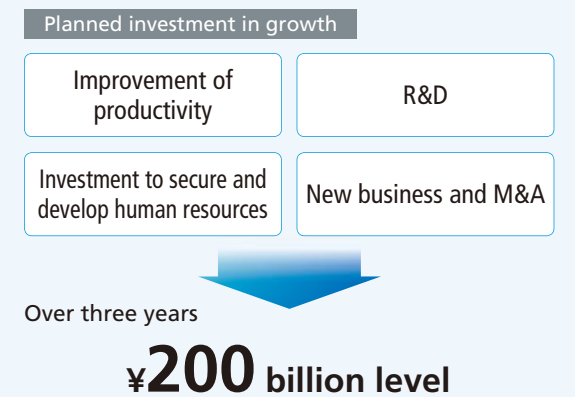 Planned investment in growth
Improvement of
productivity
R&D
Investment to secure and
develop human resources
New business and M&A
Over three years
¥200 billion level